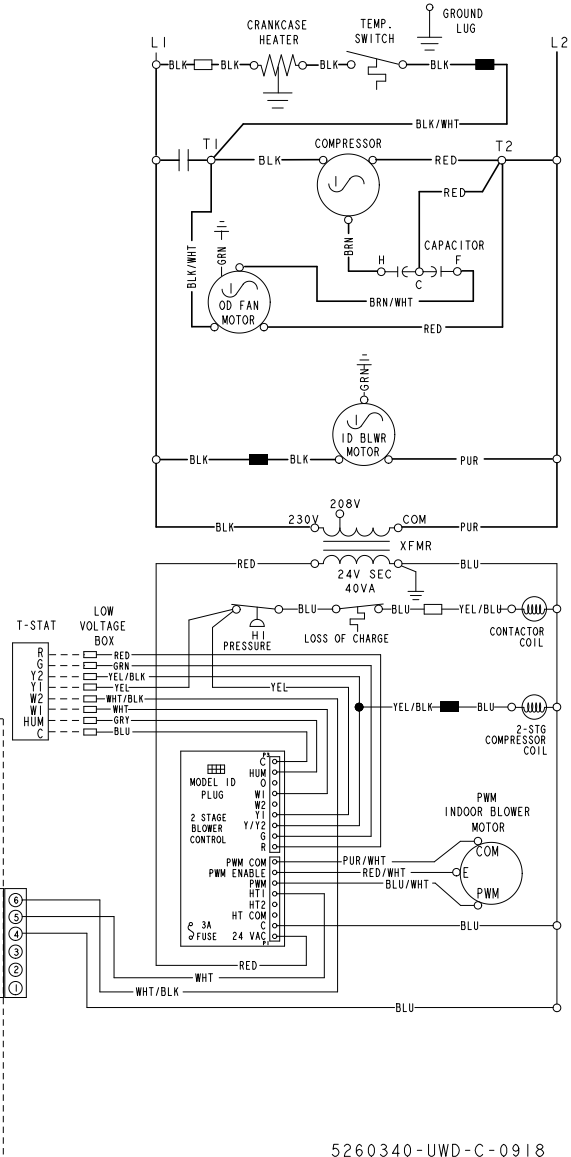 GROUND
LUG
CRANKCASE
HEATER
TEMP.
SWITCH
L1
L2
BLK
BLK
BLK
BLK
BLK/WHT
T1
COMPRESSOR
T2
BLK
RED
RED
BRN
BLK/WHT
GRN
CAPACITOR
H
F
C
OD FAN
MOTOR
BRN/WHT
RED
GRN
ID BLWR
MOTOR
BLK
BLK
PUR
208V
230V
COM
BLK
PUR
XFMR
RED
24V SEC
40VA
BLU
LOW
VOLTAGE
BOX
T-STAT
BLU
BLU
YEL/BLU
HI
PRESSURE
LOSS OF CHARGE
CONTACTOR
COIL
R
RED
G
GRN
Y2
YEL/BLK
Y1
YEL
YEL
W2
WHT/BLK
W1
WHT
HUM
GRY
C
BLU
YEL/BLK
BLU
2-STG
COMPRESSOR
COIL
P3
C
HUM
O
W1
W2
Y1
Y/Y2
G
R
MODEL ID
PLUG
2 STAGE
BLOWER
CONTROL
PWM
INDOOR BLOWER
MOTOR
PWM COM
PUR/WHT
COM
PWM ENABLE
RED/WHT
E
PWM
BLU/WHT
PWM
HT1
HT2
HT COM
C
BLU
24 VAC
P1
3A
FUSE
6
5
4
3
2
1
RED
WHT
WHT/BLK
BLU
5260340-UWD-C-0918